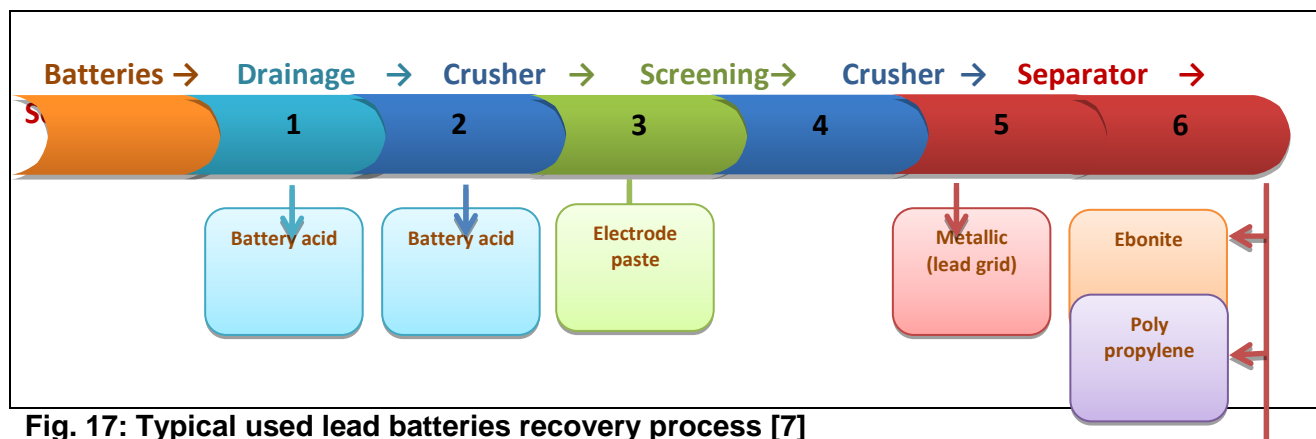 Batteries → Drainage → Crusher → Screening→ Crusher → Separator →
1 2 3 4 5 6
Battery acid
Battery acid
Electrode
paste
Metallic
(lead grid)
Ebonite
Poly
propylene
Fig. 17: Typical used lead batteries recovery process [7]